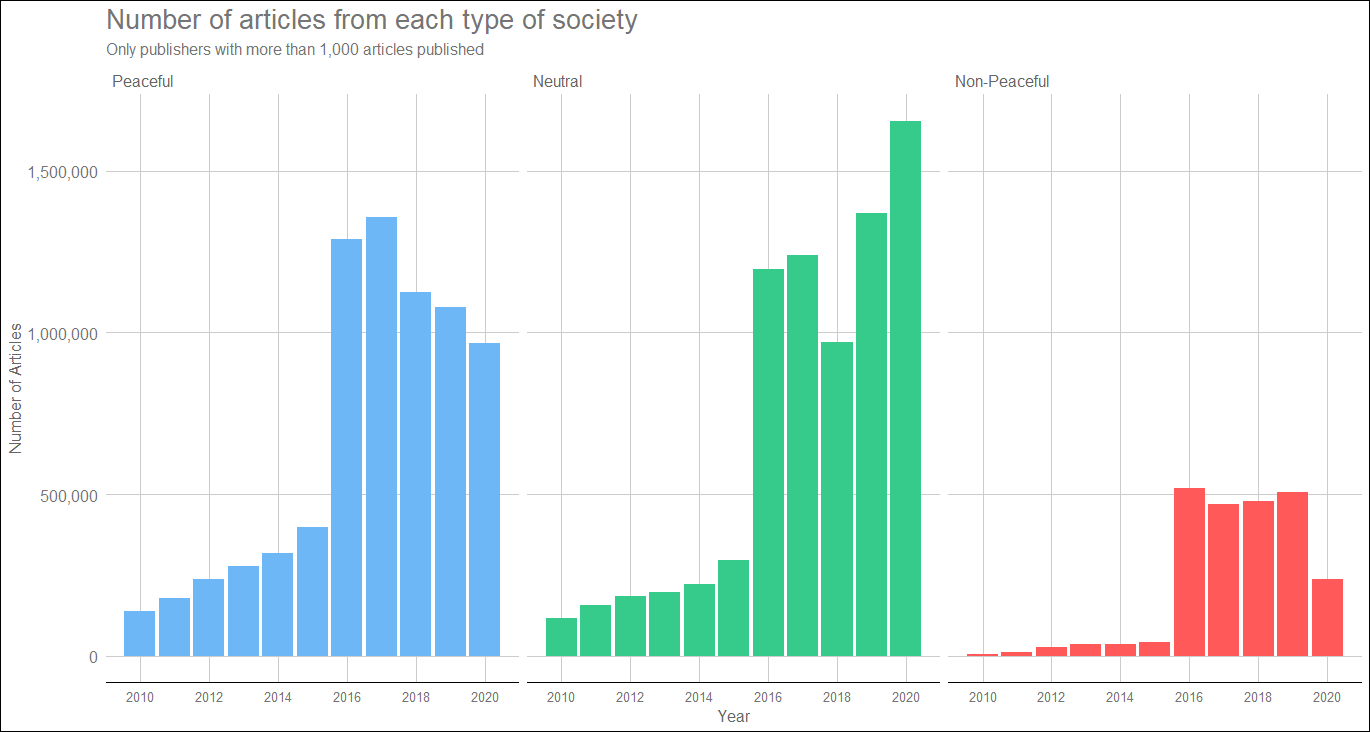 Number of articles from each type of society
Only publishers with more than 1,000 articles published
Peaceful
Neutral
Non-Peaceful
Number of Articles
1,500,000
1,000,000
500,000
0
2010 2012 2014 2016 2018 2020
2010 2012 2014 2016 2018 2020
2010 2012 2014 2016 2018 2020
Year